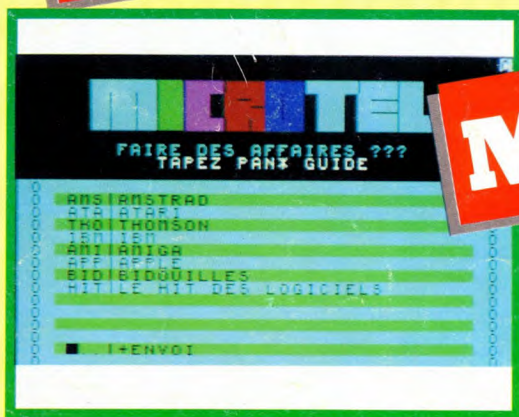 MICROTEL
FAIRE DES AFFAIRES ???
TAPEZ PAN* GUIDE
AMS|AMSTRAD
ATA|ATARI
THO|THOMSON
IBM|IBM
AMI|AMIGA
APP|APPLE
BID|BIDOUILLES
HIT|LE HIT DES LOGICIELS
...|+ENVOI
M